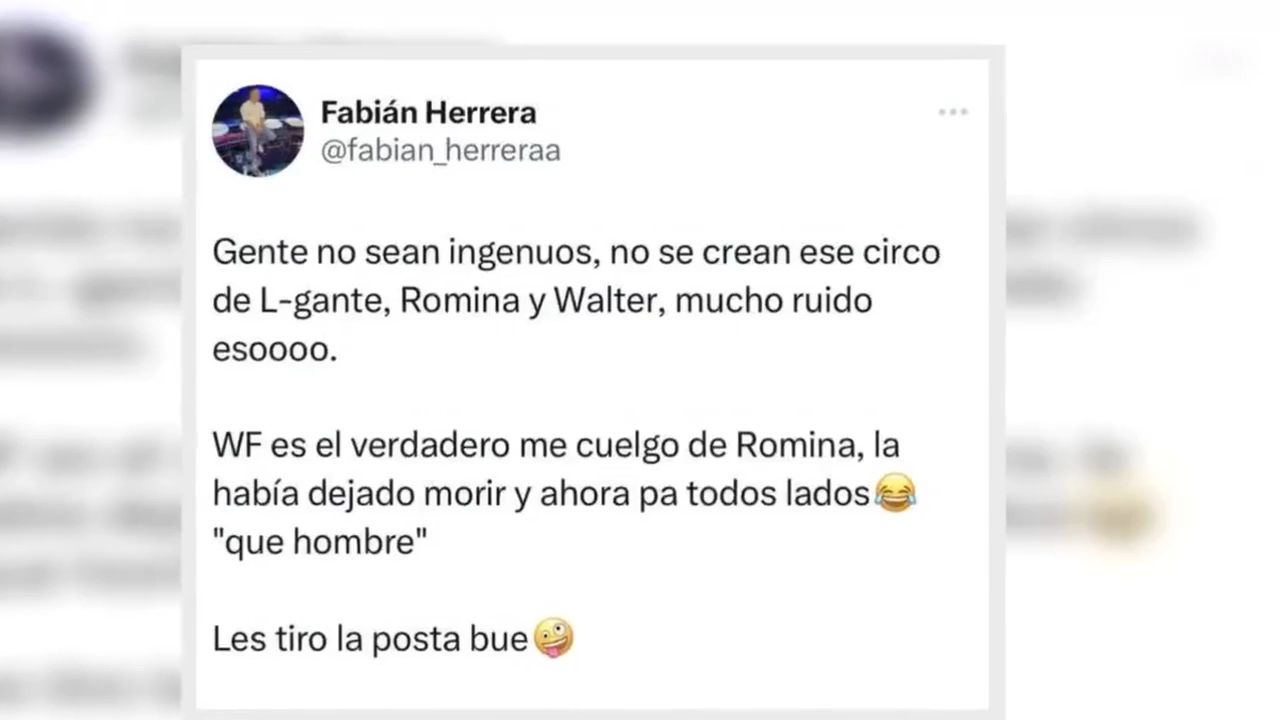 Fabián Herrera
@fabian_herreraa
Gente no sean ingenuos, no se crean ese circo
de L-gante, Romina y Walter, mucho ruido
esoooo.
WF es el verdadero me cuelgo de Romina, la
había dejado morir y ahora pa todos lados😂
"que hombre"
Les tiro la posta bue🤪